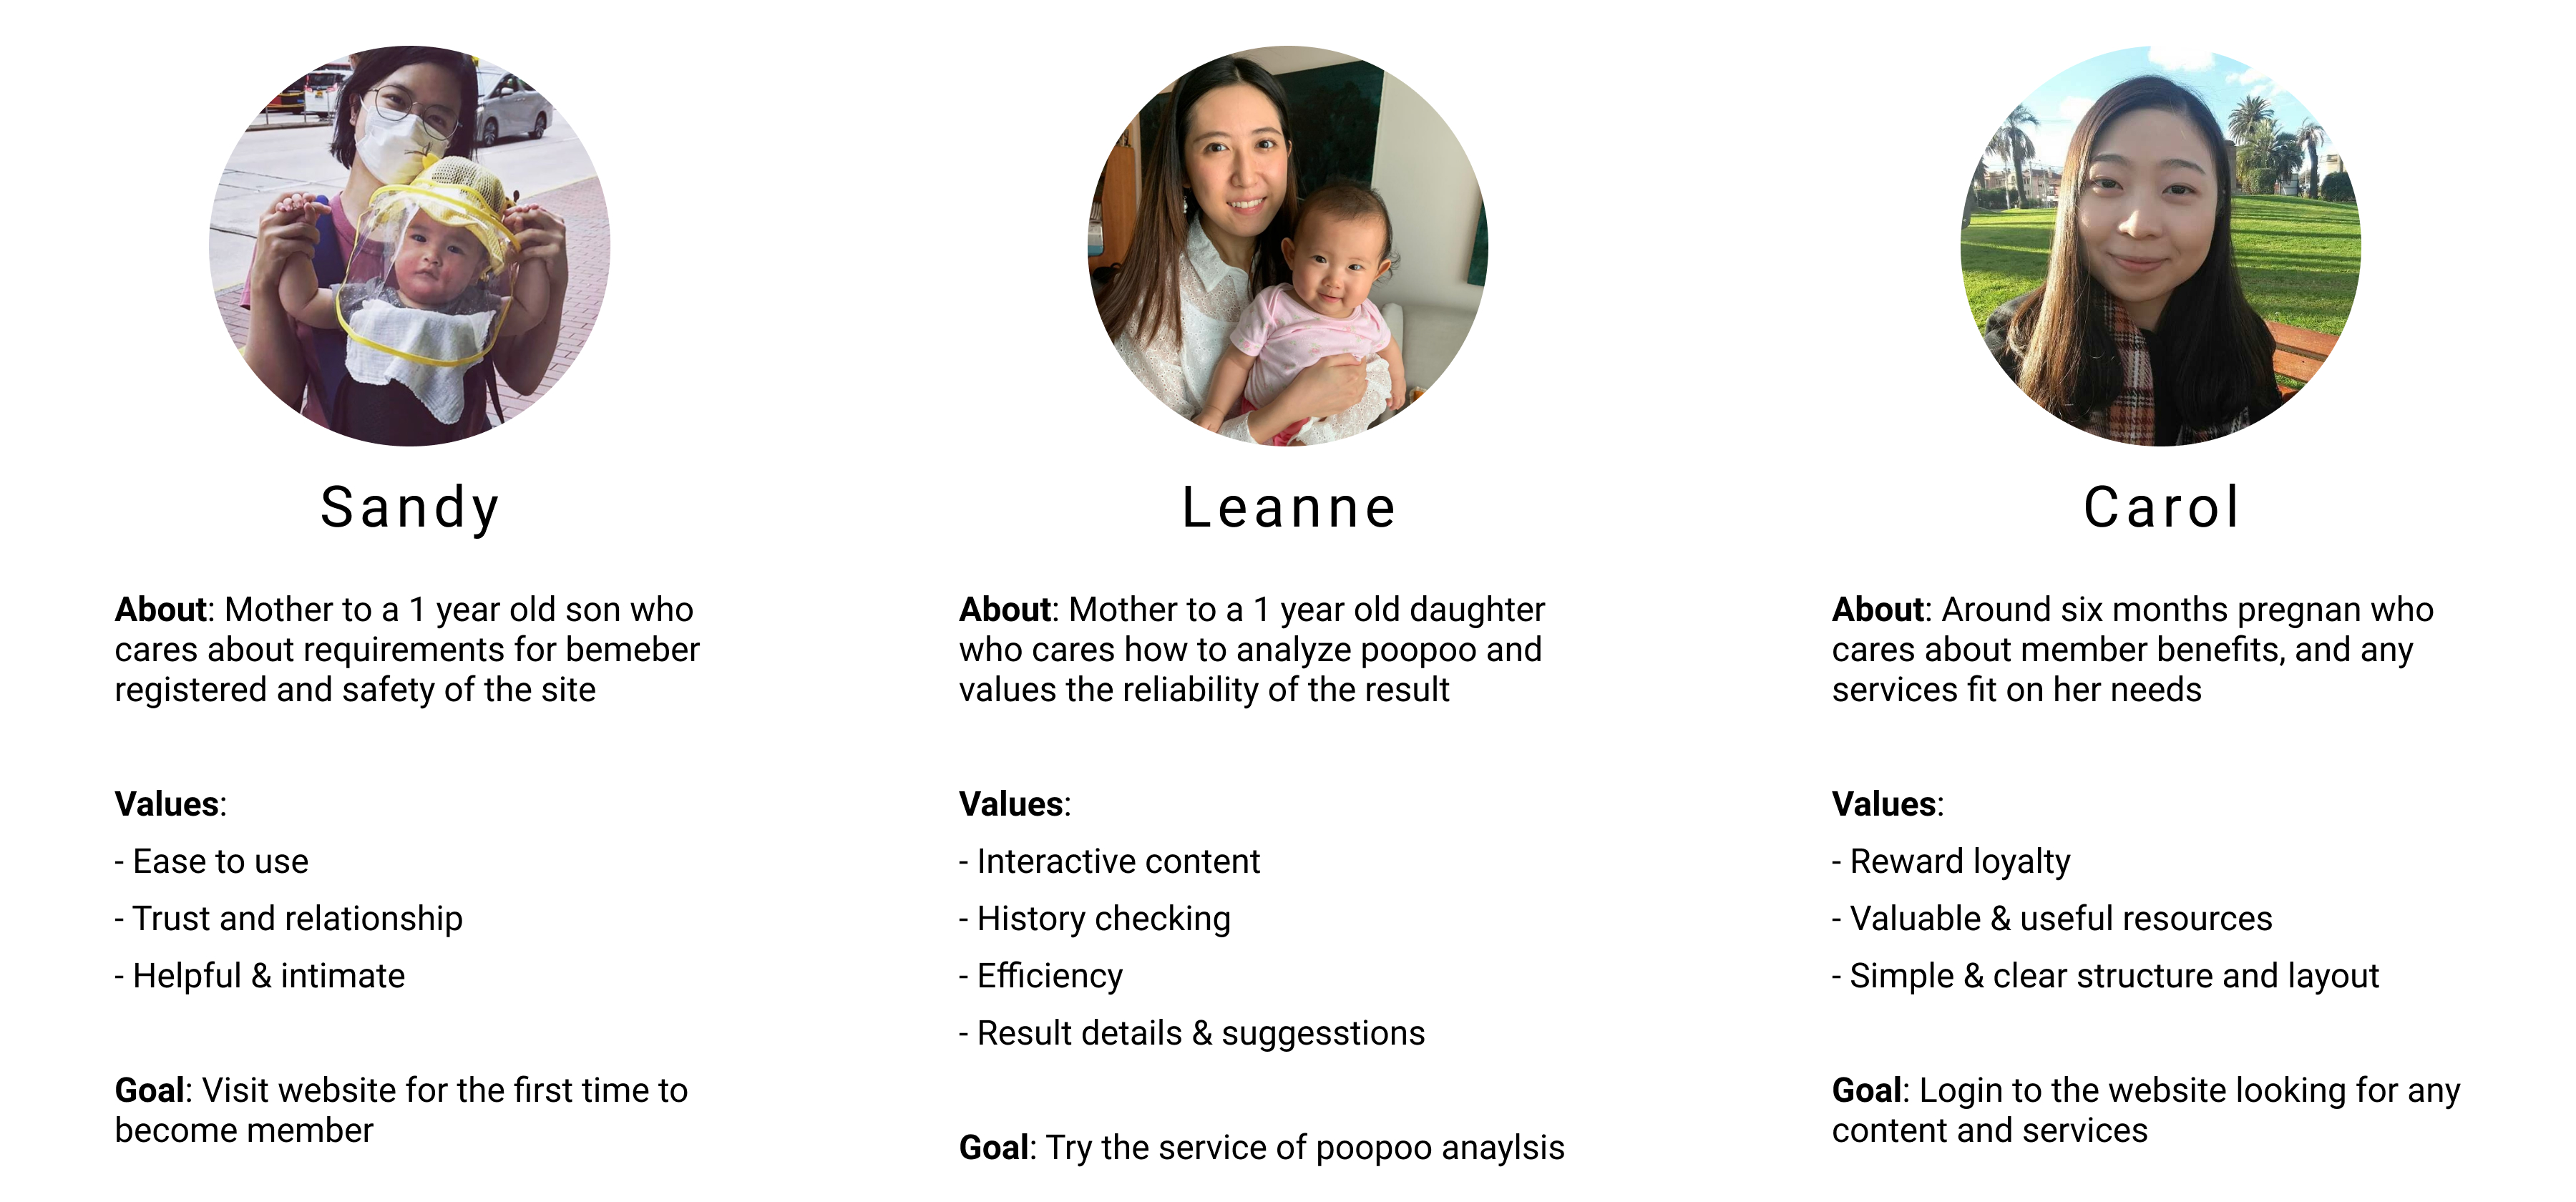 Sandy
About: Mother to a 1 year old son who
cares about requirements for bemeber
registered and safety of the site
Values:
- Ease to use
- Trust and relationship
- Helpful & intimate
Goal: Visit website for the first time to
become member
Leanne
About: Mother to a 1 year old daughter
who cares how to analyze poopoo and
values the reliability of the result
Values:
- Interactive content
- History checking
- Efficiency
- Result details & suggesstions
Goal: Try the service of poopoo anaylsis
Carol
About: Around six months pregnan who
cares about member benefits, and any
services fit on her needs
Values:
- Reward loyalty
- Valuable & useful resources
- Simple & clear structure and layout
Goal: Login to the website looking for any
content and services